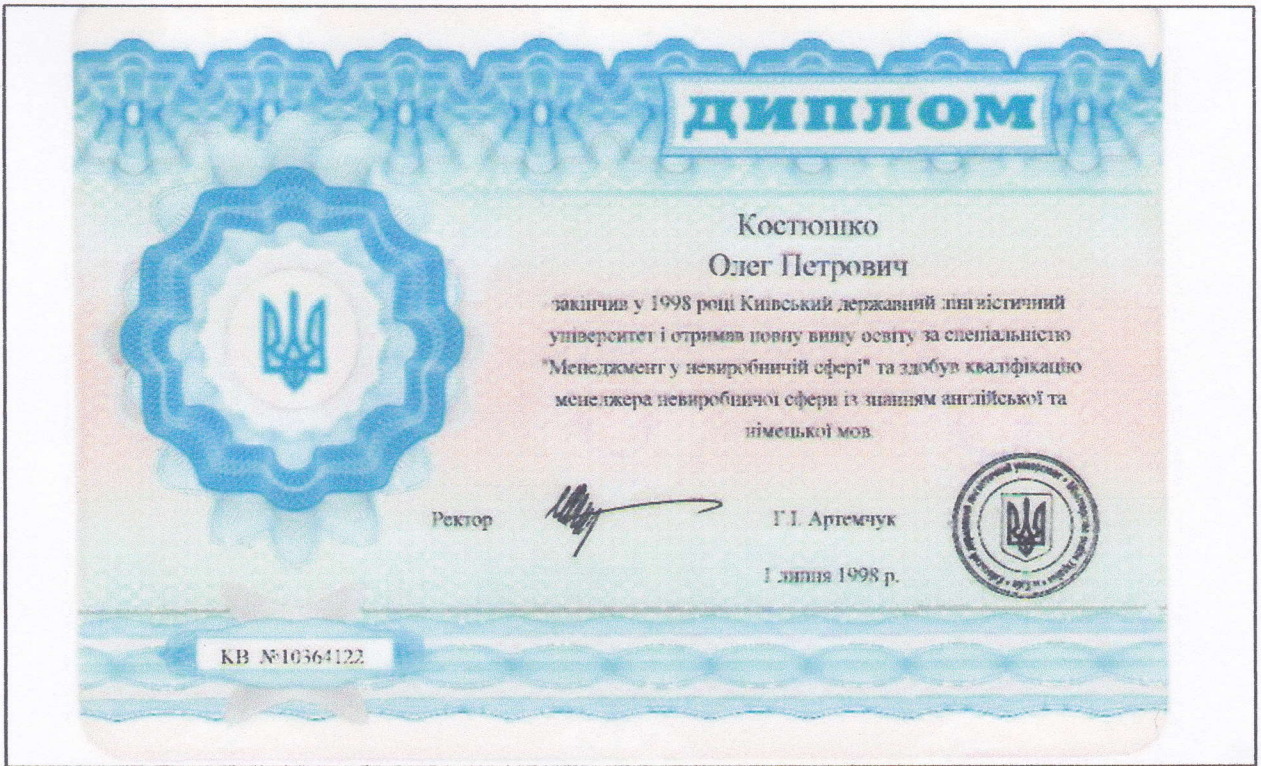 ДИПЛОМ
Костюшко
Олег Петрович
закінчив у 1998 році Київський державний лінгвістичний
університет і отримав повну вищу освіту за спеціальністю
"Менеджмент у невиробничій сфері" та здобув кваліфікацію
менеджера невиробничої сфери із знанням англійської та
німецької мов
Ректор
Г.І. Артемчук
1 липня 1998 р.
КВ №10364122